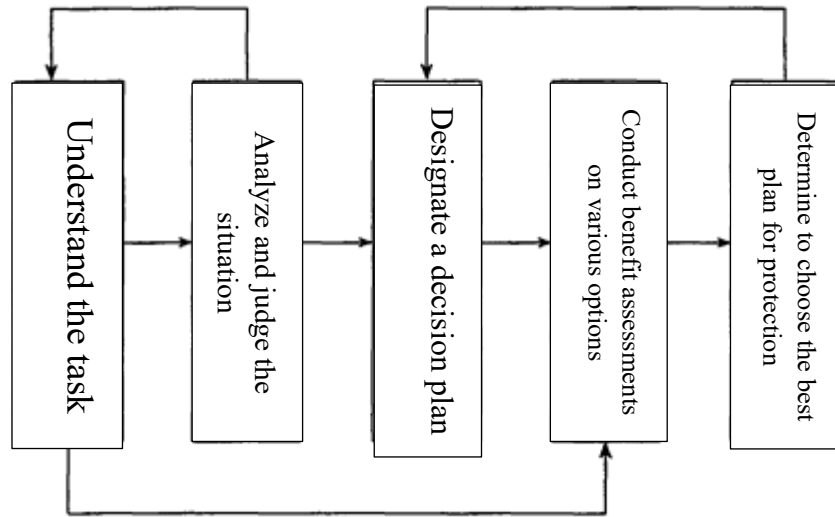 Understand the task
Analyze and judge the
situation
Designate a decision plan
Conduct benefit assessments
on various options
Determine to choose the best
plan for protection